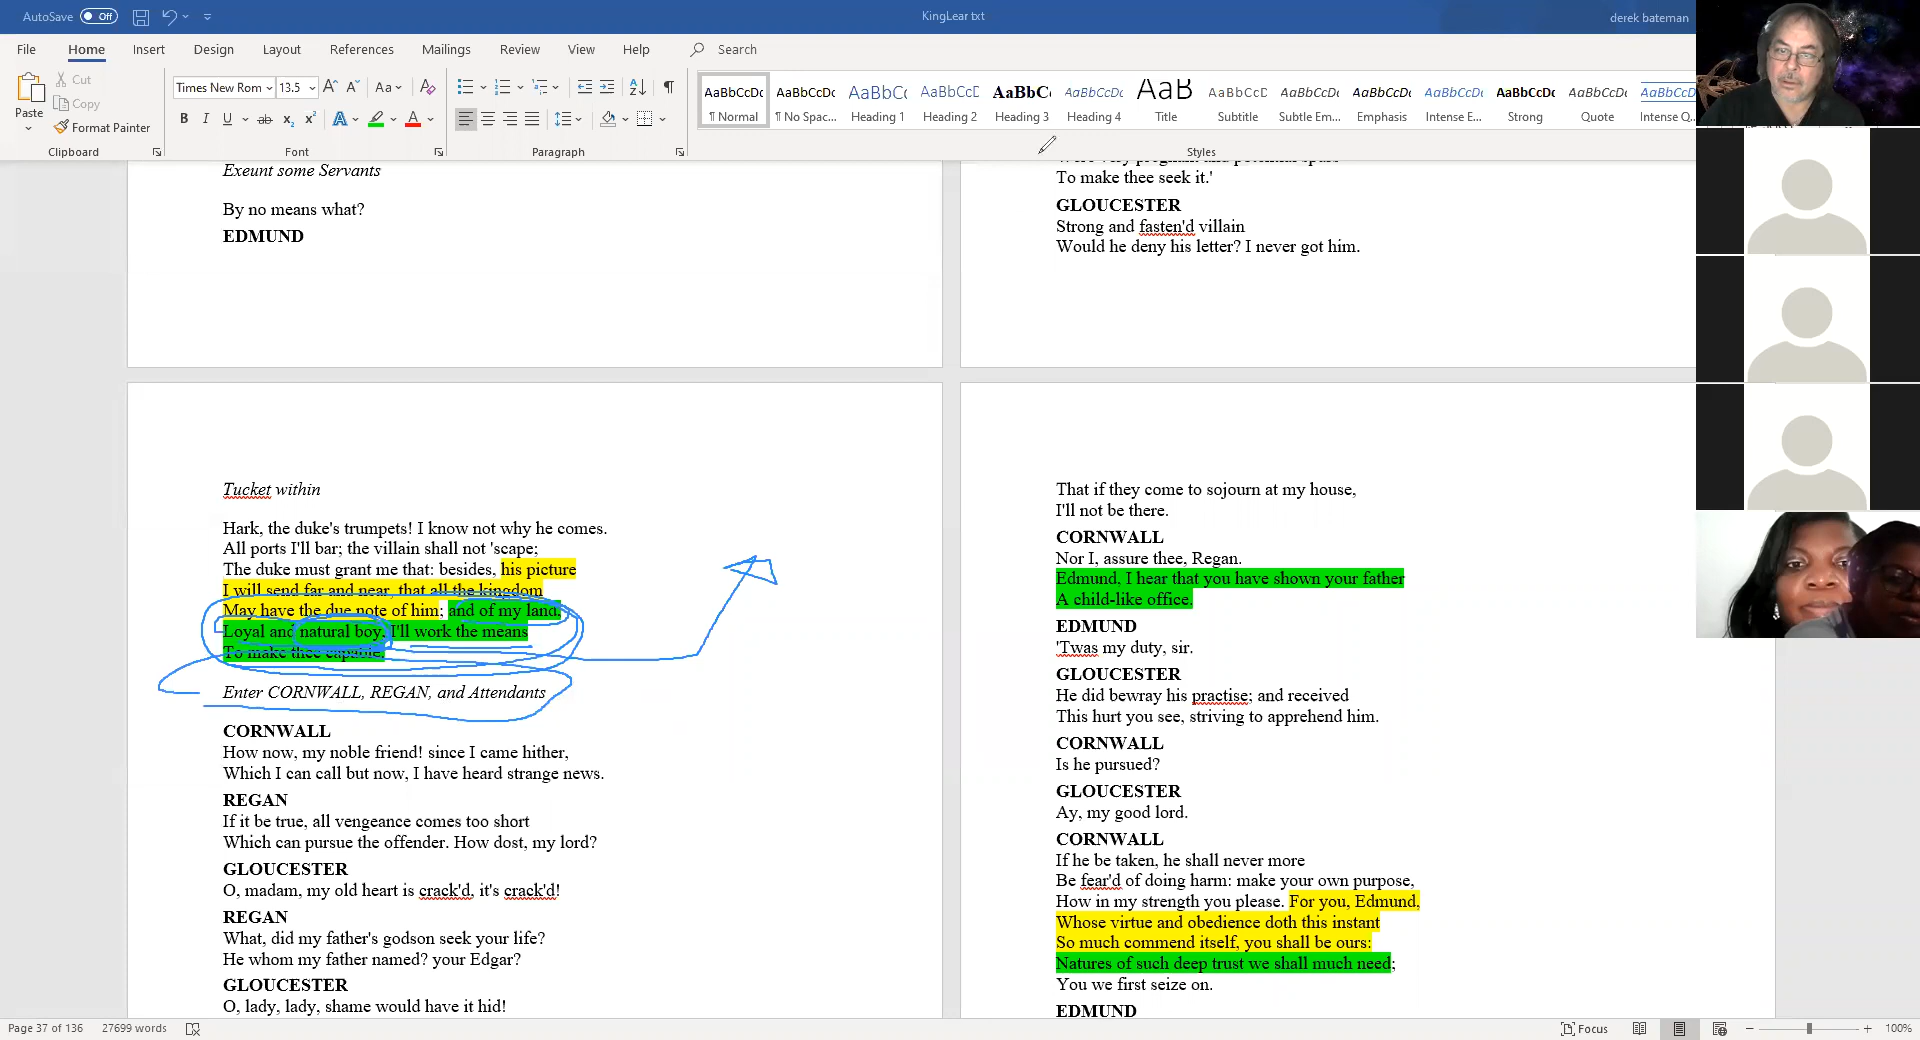 AutoSave Off
KingLear txt
derek bateman
File Home Insert Design Layout References Mailings Review View Help Search
Paste
Cut
Copy
Format Painter
Clipboard
Times New Rom 13.5
Font
Paragraph
AaBbCcDc AaBbCcDc AaBbC( AaBbCcD AaBbC( AaBbCcDc AaB AaBbCcD AaBbCcDc AaBbCcDc AaBbCcDc AaBbCcDc AaBbCcDc AaBbCcDc
¶ Normal ¶ No Spac... Heading 1 Heading 2 Heading 3 Heading 4 Title Subtitle Subtle Em... Emphasis Intense E... Strong Quote Intense Q...
Styles
Exeunt some Servants
By no means what?
EDMUND
To make thee seek it.'
GLOUCESTER
Strong and fasten'd villain
Would he deny his letter? I never got him.
Tucket within
Hark, the duke's trumpets! I know not why he comes.
All ports I'll bar; the villain shall not 'scape;
The duke must grant me that: besides, his picture
I will send far and near, that all the kingdom
May have the due note of him; and of my land,
Loyal and natural boy, I'll work the means
To make thee capable.
Enter CORNWALL, REGAN, and Attendants
CORNWALL
How now, my noble friend! since I came hither,
Which I can call but now, I have heard strange news.
REGAN
If it be true, all vengeance comes too short
Which can pursue the offender. How dost, my lord?
GLOUCESTER
O, madam, my old heart is crack'd, it's crack'd!
REGAN
What, did my father's godson seek your life?
He whom my father named? your Edgar?
GLOUCESTER
O, lady, lady, shame would have it hid!
That if they come to sojourn at my house,
I'll not be there.
CORNWALL
Nor I, assure thee, Regan.
Edmund, I hear that you have shown your father
A child-like office.
EDMUND
'Twas my duty, sir.
GLOUCESTER
He did bewray his practise; and received
This hurt you see, striving to apprehend him.
CORNWALL
Is he pursued?
GLOUCESTER
Ay, my good lord.
CORNWALL
If he be taken, he shall never more
Be fear'd of doing harm: make your own purpose,
How in my strength you please. For you, Edmund,
Whose virtue and obedience doth this instant
So much commend itself, you shall be ours:
Natures of such deep trust we shall much need;
You we first seize on.
EDMUND
Page 37 of 136 27699 words
Focus
100%